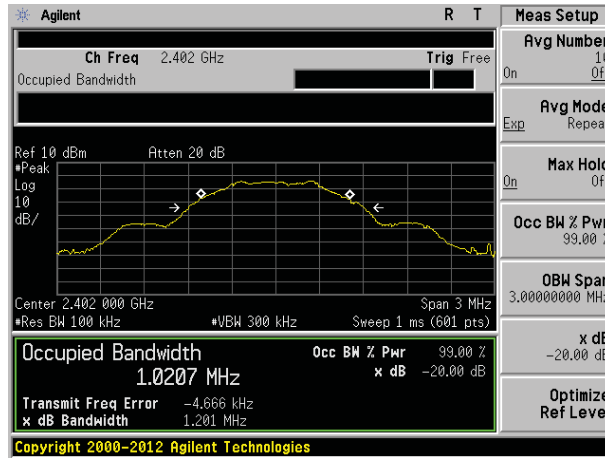 Agilent R T
Ch Freq 2.402 GHz Trig Free
Occupied Bandwidth
Ref 10 dBm Atten 20 dB
#Peak
Log
10
dB/
Center 2.402 000 GHz Span 3 MHz
#Res BW 100 kHz #VBW 300 kHz Sweep 1 ms (601 pts)
Occupied Bandwidth Occ BW % Pwr 99.00 %
1.0207 MHz x dB -20.00 dB
Transmit Freq Error -4.666 kHz
x dB Bandwidth 1.201 MHz
Copyright 2000-2012 Agilent Technologies
Meas Setup
Avg Number
On
Avg Mode
Exp Repea
Max Hold
On
Occ BW % Pwr
99.00 %
OBW Span
3.00000000 MHz
x dB
-20.00 dB
Optimize
Ref Level